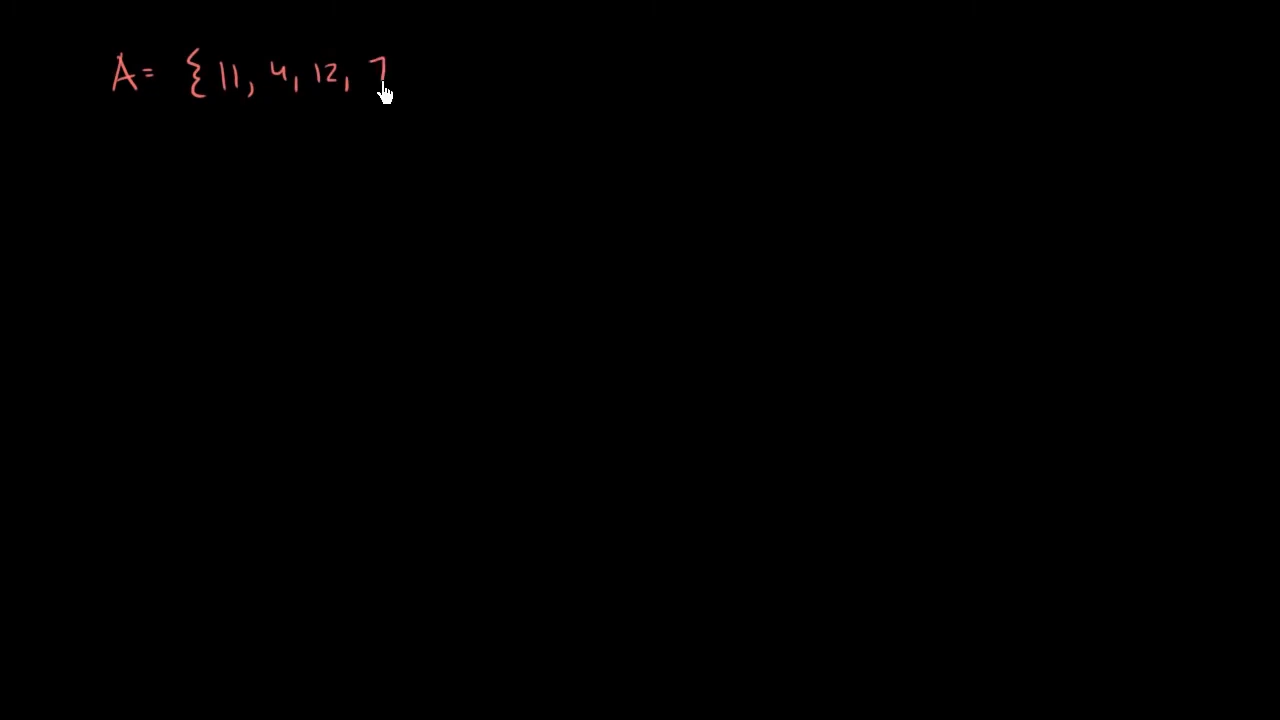 A= {11, 4, 12, 7